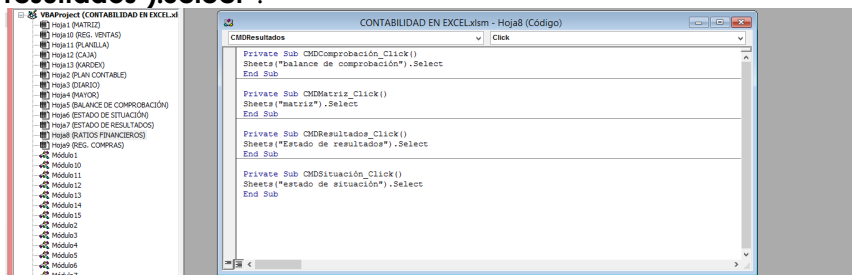 resultados").Select".
VBAProject (CONTABILIDAD EN EXCEL.xl
Hoja1 (MATRIZ)
Hoja10 (REG. VENTAS)
Hoja11 (PLANILLA)
Hoja12 (CAJA)
Hoja13 (KARDEX)
Hoja2 (PLAN CONTABLE)
Hoja3 (DIARIO)
Hoja4 (MAYOR)
Hoja5 (BALANCE DE COMPROBACIÓN)
Hoja6 (ESTADO DE SITUACIÓN)
Hoja7 (ESTADO DE RESULTADOS)
Hoja8 (RATIOS FINANCIEROS)
Hoja9 (REG. COMPRAS)
Módulo1
Módulo10
Módulo11
Módulo12
Módulo13
Módulo14
Módulo15
Módulo2
Módulo3
Módulo4
Módulo5
Módulo6
CONTABILIDAD EN EXCEL.xlsm - Hoja8 (Código)
CMDResultados
Click
Private Sub CMDComprobación_Click()
Sheets("balance de comprobación").Select
End Sub
Private Sub CMDMatriz_Click()
Sheets("matriz").Select
End Sub
Private Sub CMDResultados_Click()
Sheets("Estado de resultados").Select
End Sub
Private Sub CMDSituación_Click()
Sheets("estado de situación").Select
End Sub